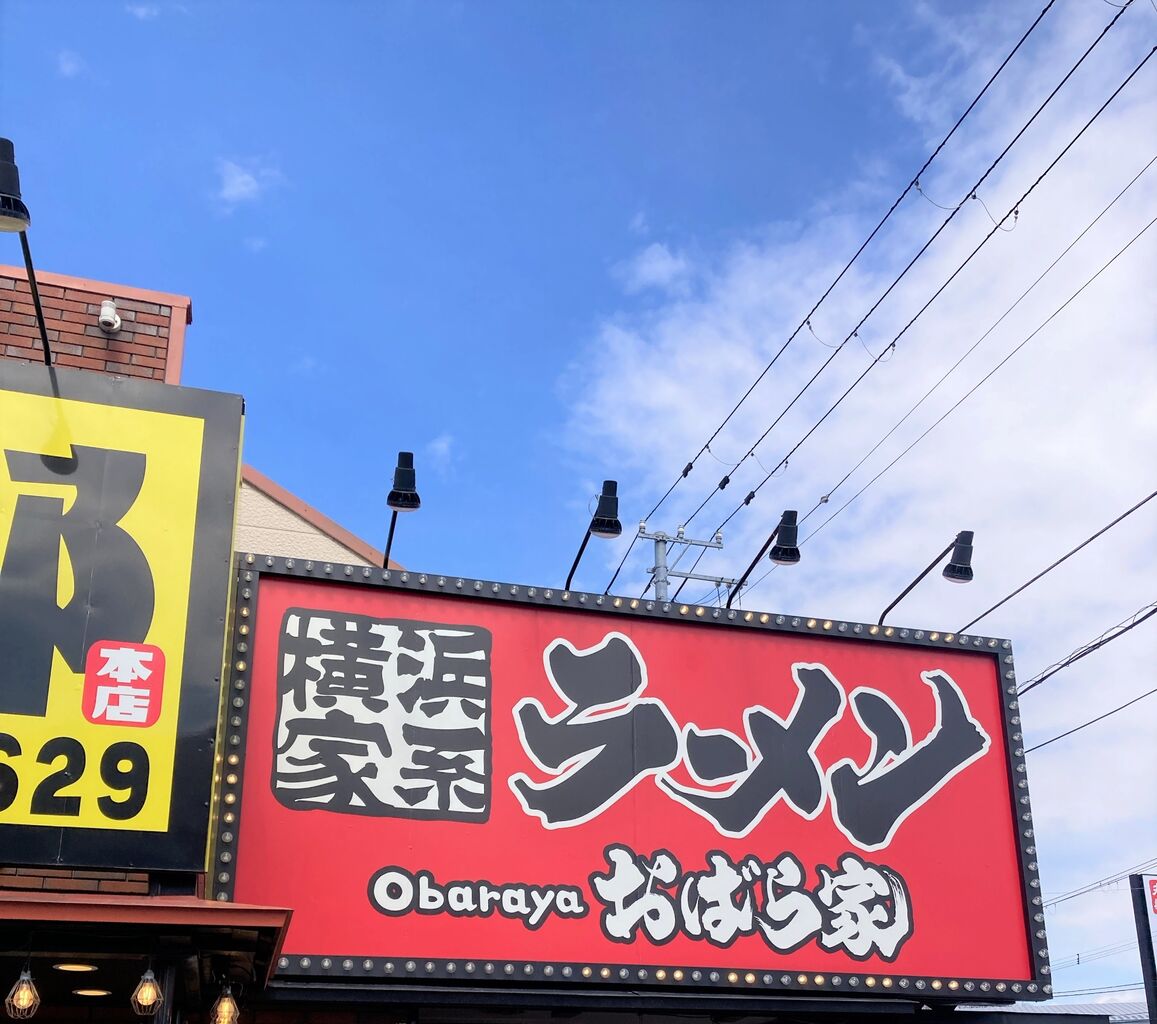 本店
629
横浜
家系
ラーメン
Obaraya おばら家